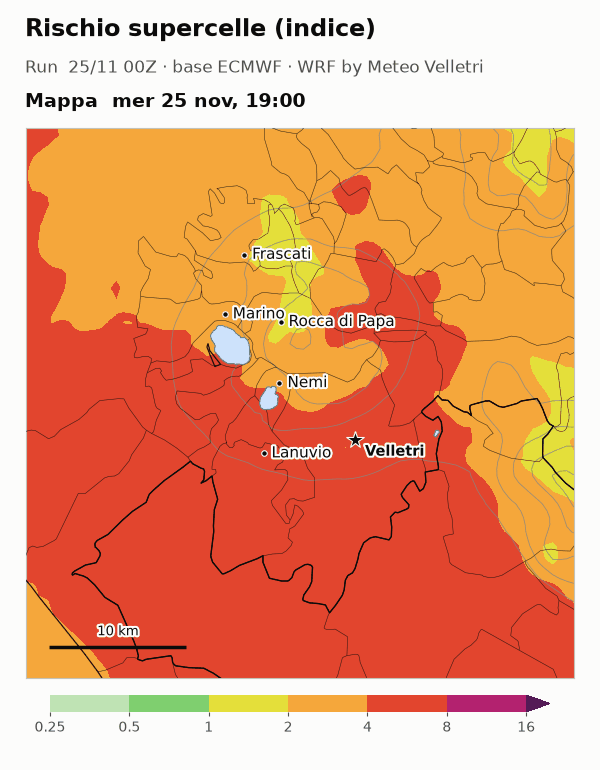 Rischio supercelle (indice)
Run  25/11 00Z · base ECMWF · WRF by Meteo Velletri
Mappa  mer 25 nov, 19:00
Frascati
Marino
Rocca di Papa
Nemi
Velletri
Lanuvio
10 km
0.25 0.5 1 2 4 8 16